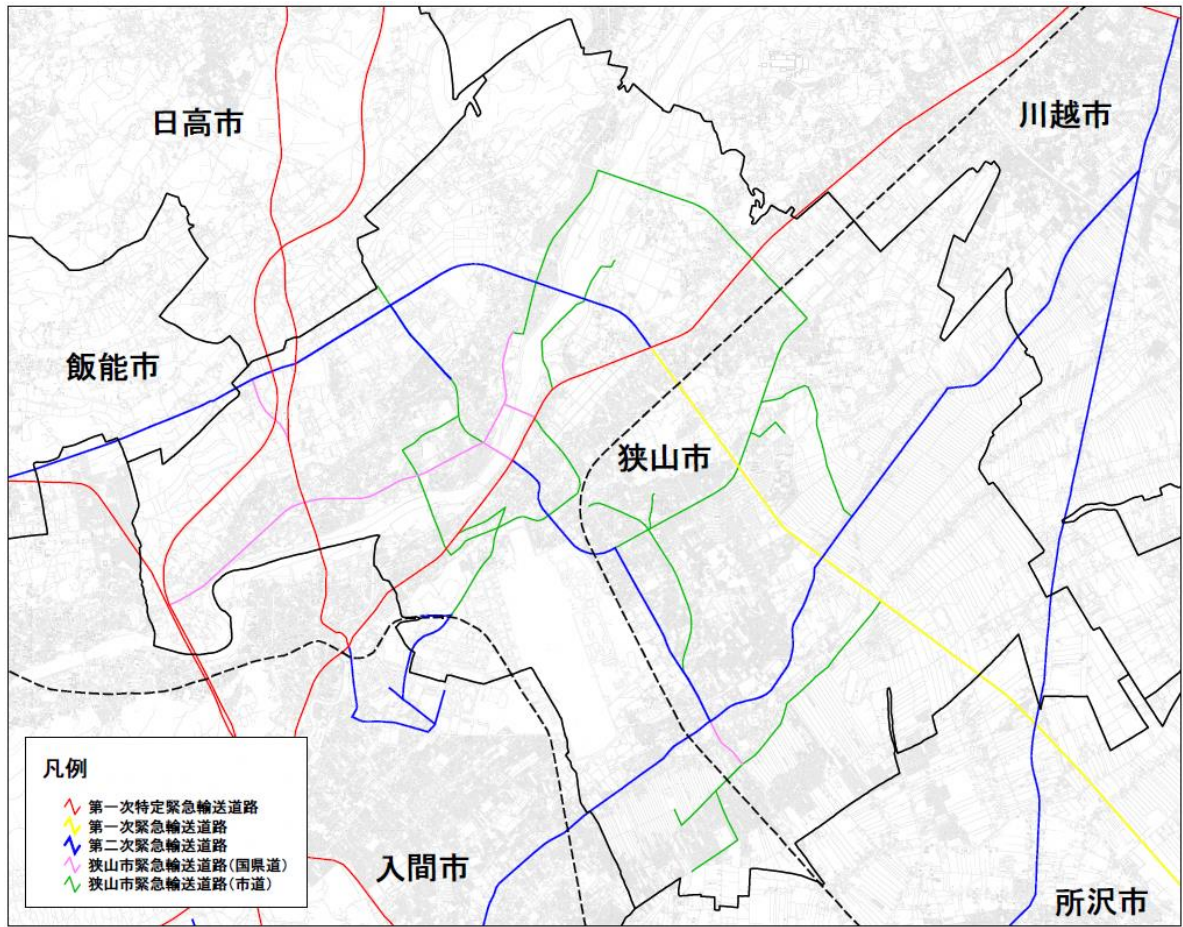 日高市
川越市
飯能市
狭山市
凡例
第一次特定緊急輸送道路
第一次緊急輸送道路
第二次緊急輸送道路
狭山市緊急輸送道路(国県道)
狭山市緊急輸送道路(市道)
入間市
所沢市